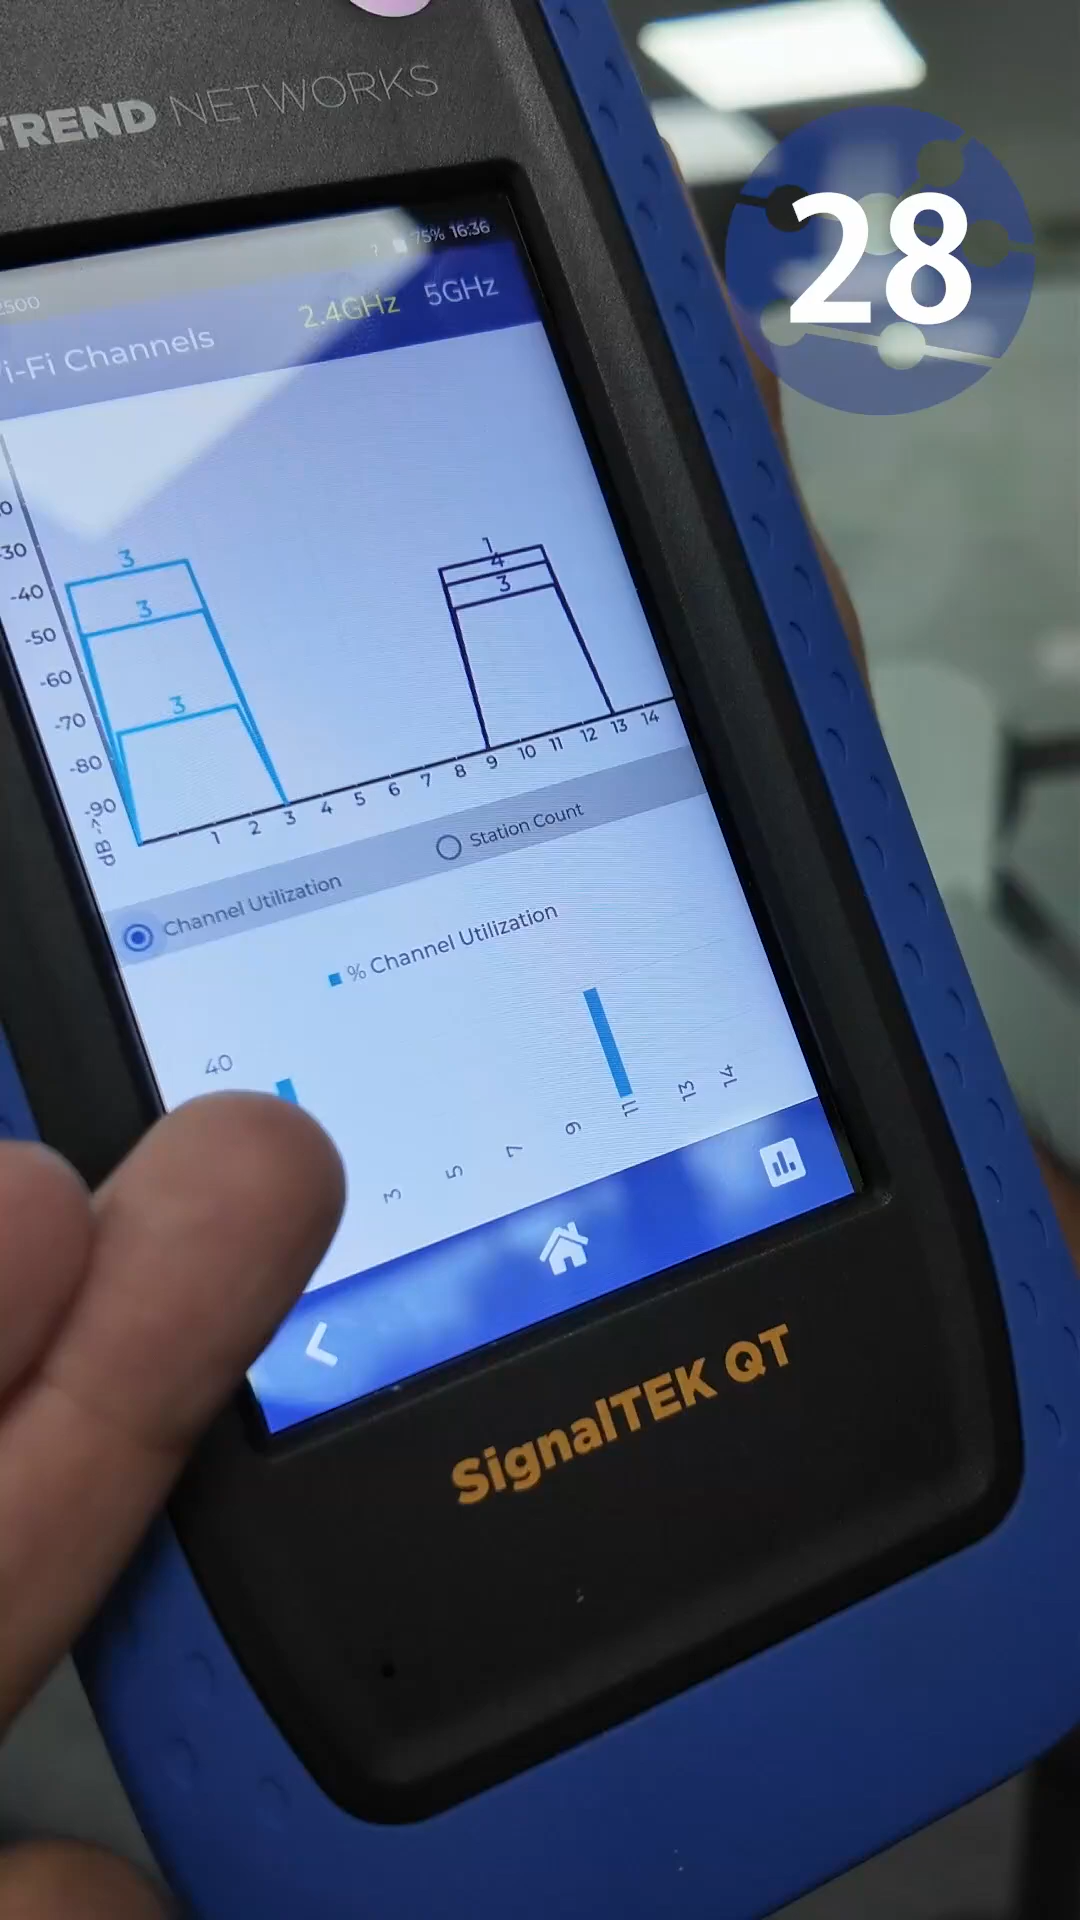 TREND NETWORKS
28
75% 16:36
2500
2.4GHz 5GHz
i-Fi Channels
-30
-40
-50
-60
-70
-80
-90
dB ->
3
3
3
1
4
3
1 2 3 4 5 6 7 8 9 10 11 12 13 14
Channel Utilization
Station Count
% Channel Utilization
40
3 5 7 9 11 13 14
SignalTEK QT